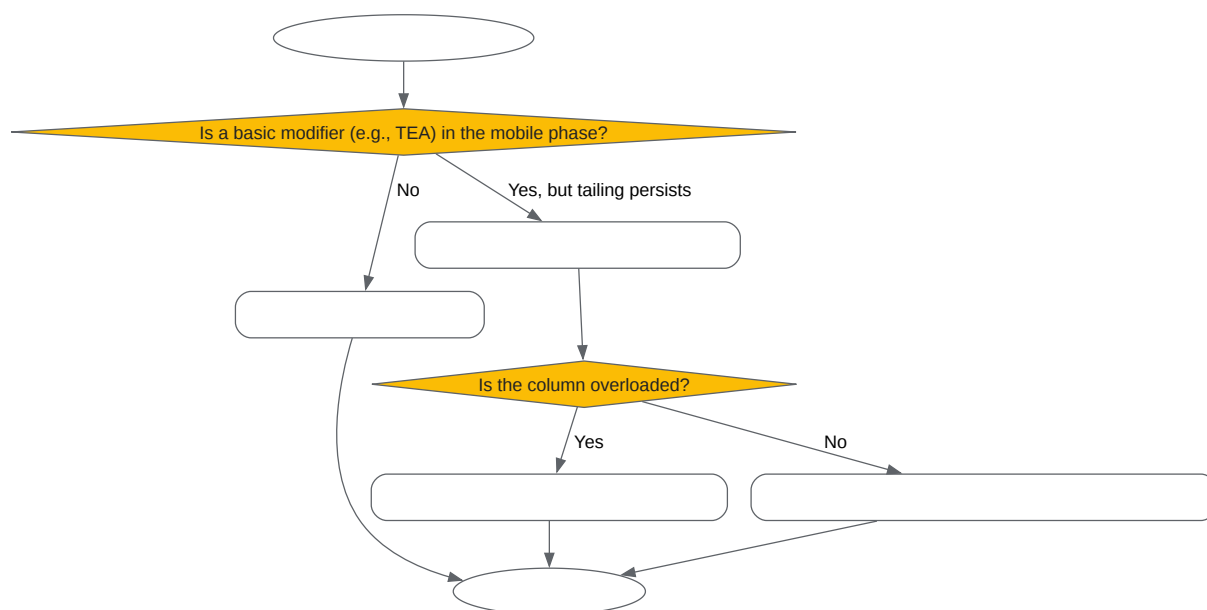 Is a basic modifier (e.g., TEA) in the mobile phase?
No
Yes, but tailing persists
Is the column overloaded?
Yes
No